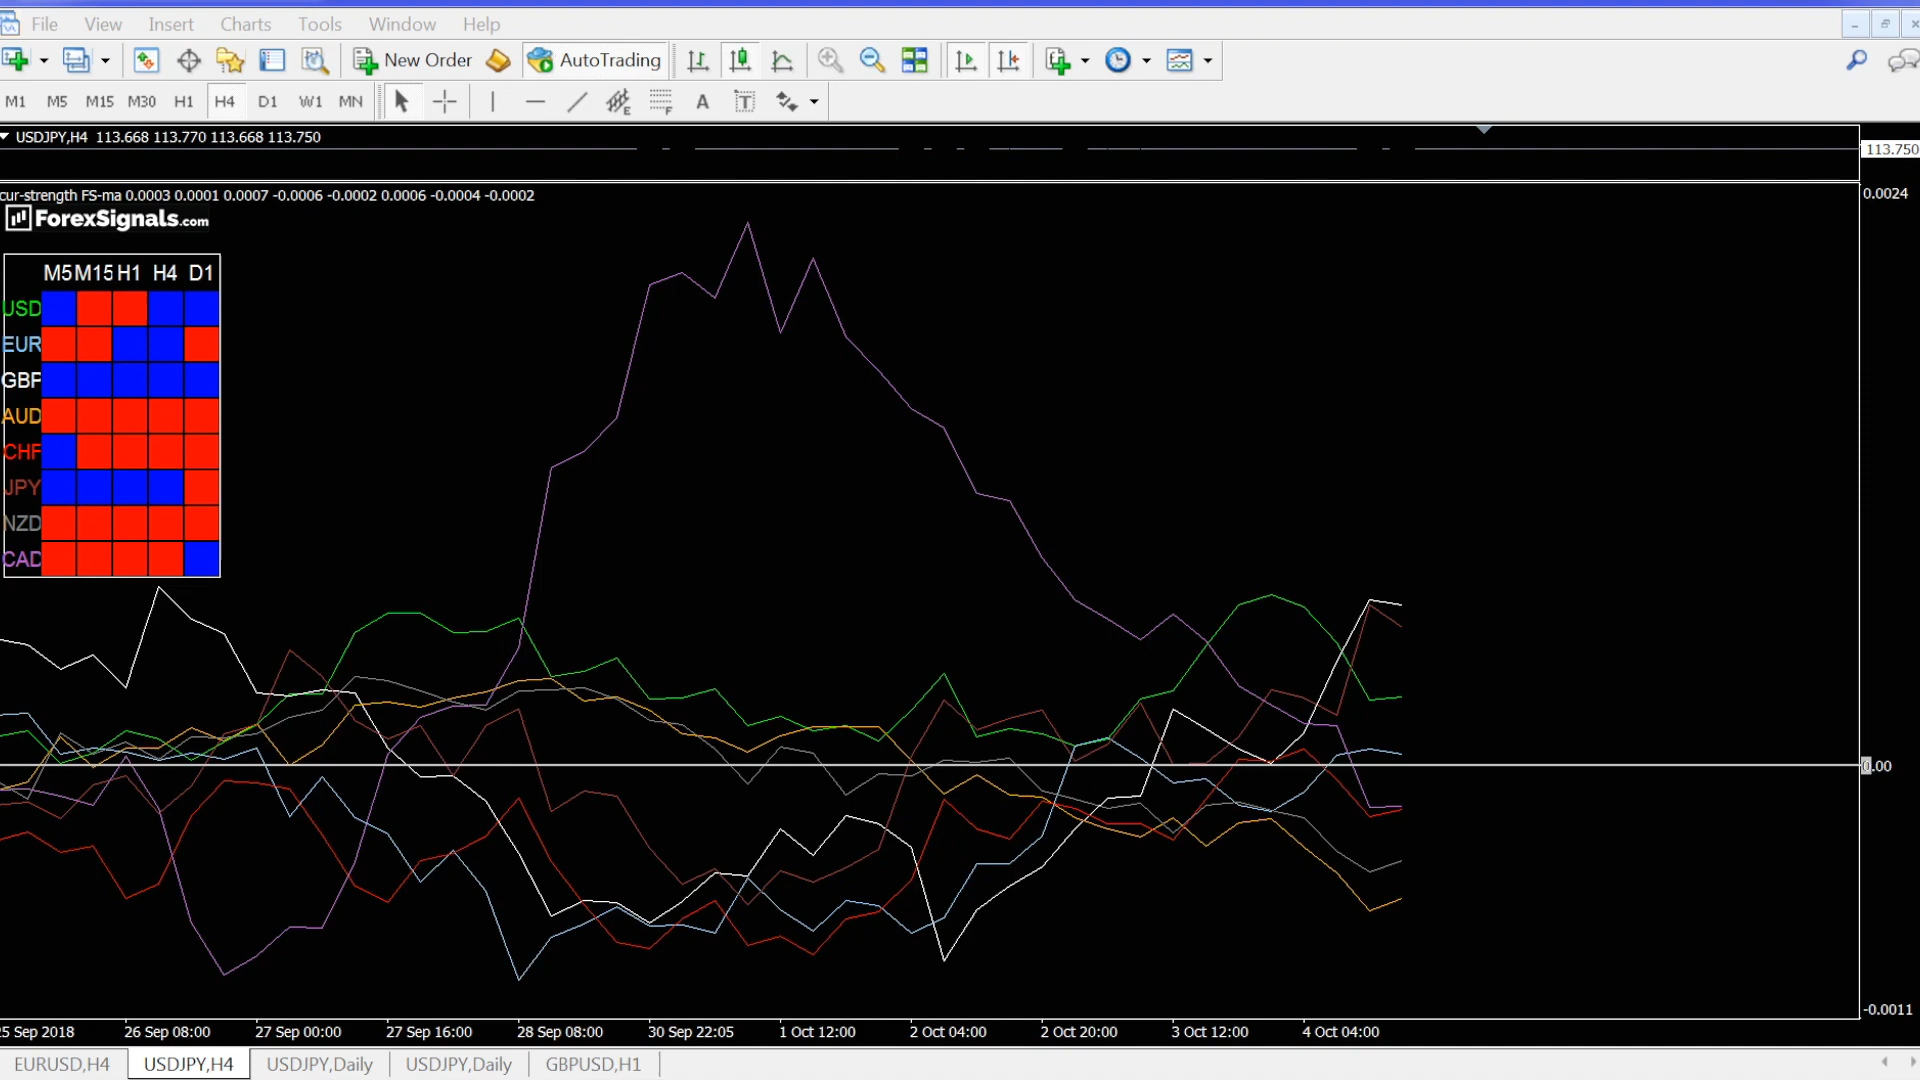 File View Insert Charts Tools Window Help
New Order AutoTrading
M1 M5 M15 M30 H1 H4 D1 W1 MN E F A T
USDJPY,H4 113.668 113.770 113.668 113.750
113.750
cur-strength FS-ma 0.0003 0.0001 0.0007 -0.0006 -0.0002 0.0006 -0.0004 -0.0002
0.0024
ForexSignals.com
M5 M15 H1 H4 D1
USD
EUR
GBP
AUD
CHF
JPY
NZD
CAD
0.00
-0.0011
25 Sep 2018 26 Sep 08:00 27 Sep 00:00 27 Sep 16:00 28 Sep 08:00 30 Sep 22:05 1 Oct 12:00 2 Oct 04:00 2 Oct 20:00 3 Oct 12:00 4 Oct 04:00
EURUSD,H4 USDJPY,H4 USDJPY,Daily USDJPY,Daily GBPUSD,H1